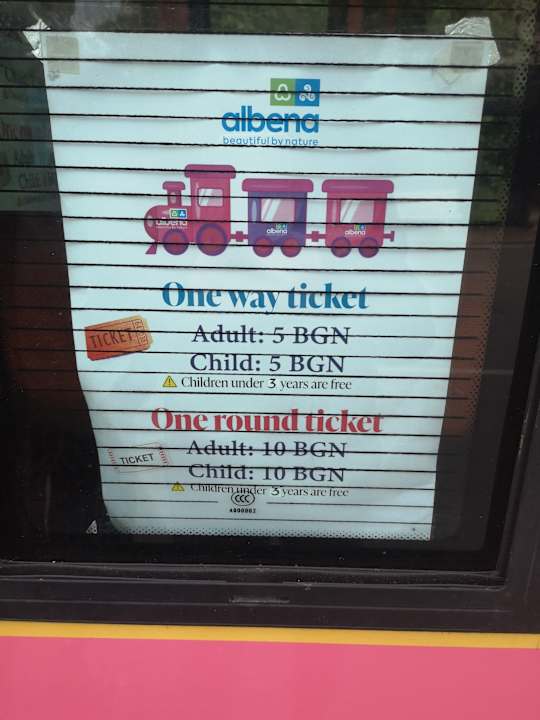 albena
beautiful by nature
albena
albena
albena
One way ticket
TICKET
Adult: 5 BGN
Child: 5 BGN
Children under 3 years are free
One round ticket
TICKET
Adult: 10 BGN
Child: 10 BGN
Children under 3 years are free
CCC